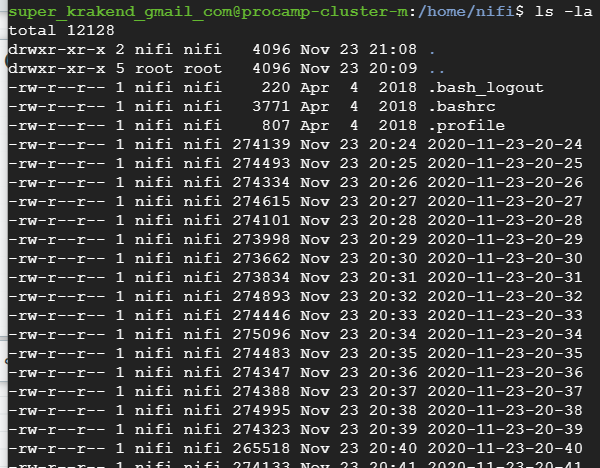 super_krakend_gmail_com@procamp-cluster-m:/home/nifi$ ls -la
total 12128
drwxr-xr-x 2 nifi nifi   4096 Nov 23 21:08 .
drwxr-xr-x 5 root root   4096 Nov 23 20:09 ..
-rw-r--r-- 1 nifi nifi    220 Apr  4  2018 .bash_logout
-rw-r--r-- 1 nifi nifi   3771 Apr  4  2018 .bashrc
-rw-r--r-- 1 nifi nifi    807 Apr  4  2018 .profile
-rw-r--r-- 1 nifi nifi 274139 Nov 23 20:24 2020-11-23-20-24
-rw-r--r-- 1 nifi nifi 274493 Nov 23 20:25 2020-11-23-20-25
-rw-r--r-- 1 nifi nifi 274334 Nov 23 20:26 2020-11-23-20-26
-rw-r--r-- 1 nifi nifi 274615 Nov 23 20:27 2020-11-23-20-27
-rw-r--r-- 1 nifi nifi 274101 Nov 23 20:28 2020-11-23-20-28
-rw-r--r-- 1 nifi nifi 273998 Nov 23 20:29 2020-11-23-20-29
-rw-r--r-- 1 nifi nifi 273662 Nov 23 20:30 2020-11-23-20-30
-rw-r--r-- 1 nifi nifi 273834 Nov 23 20:31 2020-11-23-20-31
-rw-r--r-- 1 nifi nifi 274893 Nov 23 20:32 2020-11-23-20-32
-rw-r--r-- 1 nifi nifi 274446 Nov 23 20:33 2020-11-23-20-33
-rw-r--r-- 1 nifi nifi 275096 Nov 23 20:34 2020-11-23-20-34
-rw-r--r-- 1 nifi nifi 274483 Nov 23 20:35 2020-11-23-20-35
-rw-r--r-- 1 nifi nifi 274347 Nov 23 20:36 2020-11-23-20-36
-rw-r--r-- 1 nifi nifi 274388 Nov 23 20:37 2020-11-23-20-37
-rw-r--r-- 1 nifi nifi 274995 Nov 23 20:38 2020-11-23-20-38
-rw-r--r-- 1 nifi nifi 274323 Nov 23 20:39 2020-11-23-20-39
-rw-r--r-- 1 nifi nifi 265518 Nov 23 20:40 2020-11-23-20-40
-rw-r--r-- 1 nifi nifi 274133 Nov 23 20:41 2020-11-23-20-41